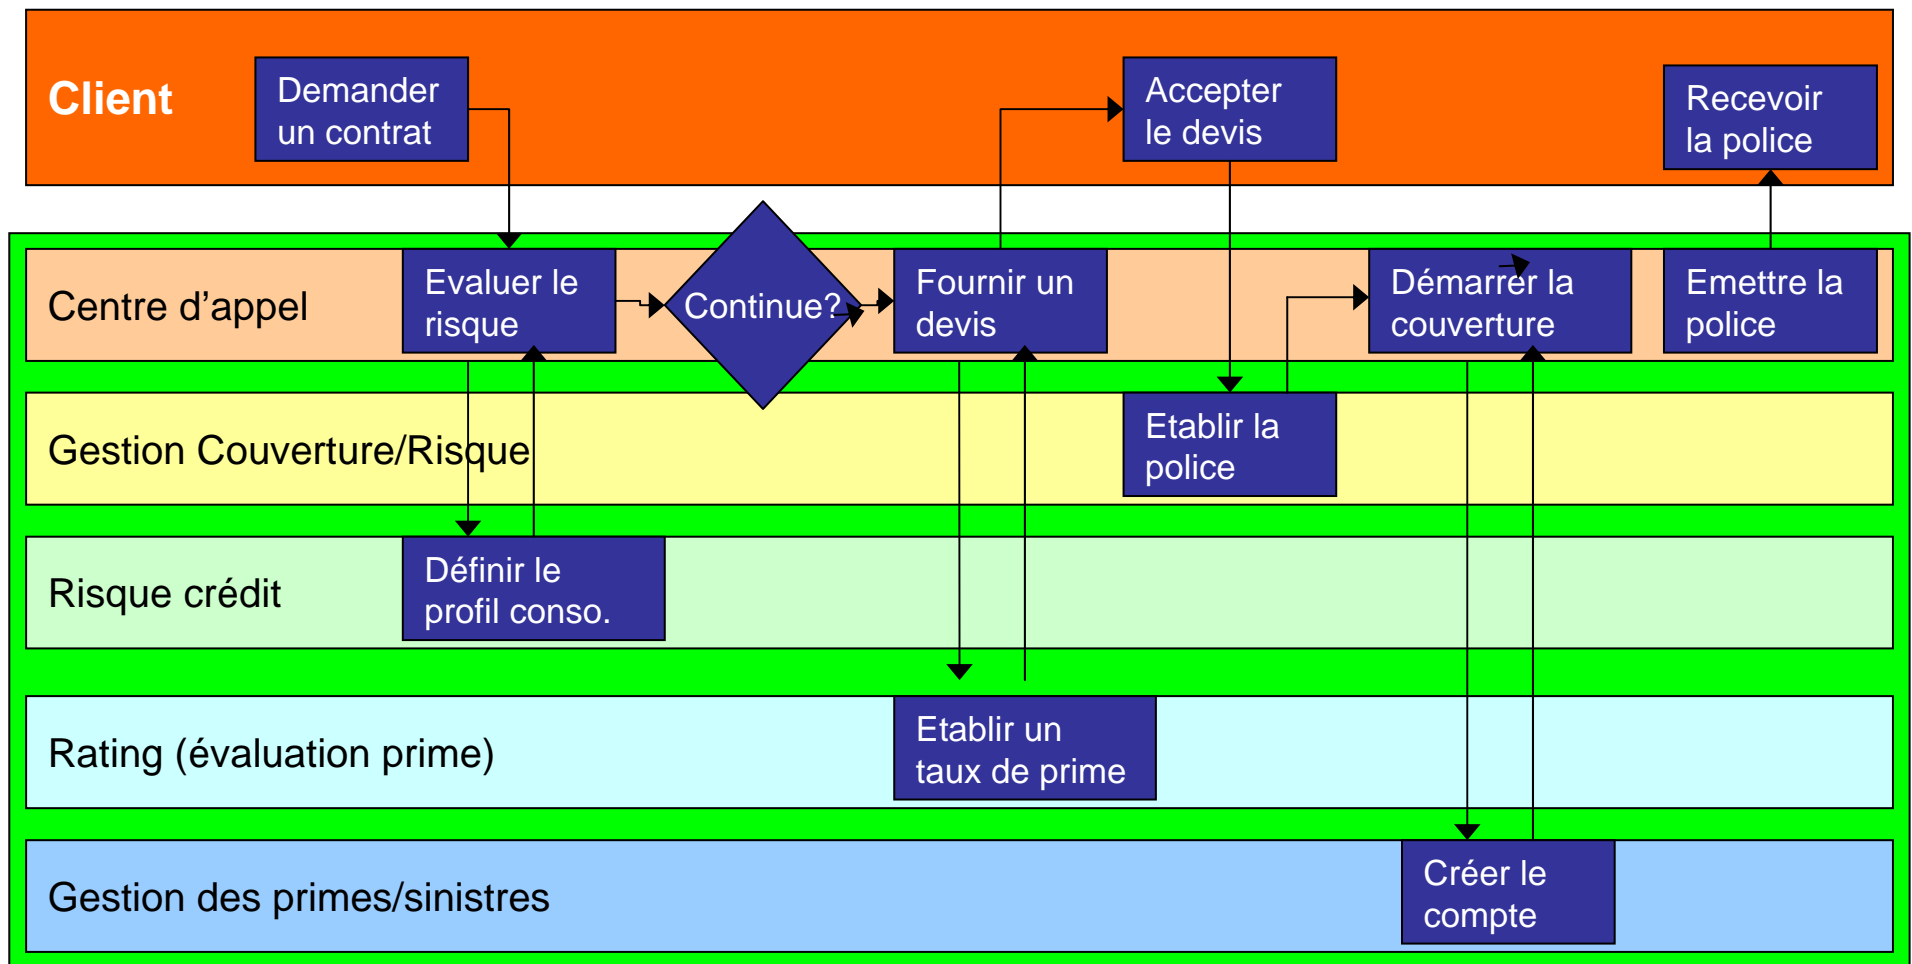 Client
Demander
un contrat
Accepter
le devis
Recevoir
la police
Centre d'appel
Evaluer le
risque
Continue?
Fournir un
devis
Démarrer la
couverture
Emettre la
police
Gestion Couverture/Risque
Etablir la
police
Risque crédit
Définir le
profil conso.
Rating (évaluation prime)
Etablir un
taux de prime
Gestion des primes/sinistres
Créer le
compte